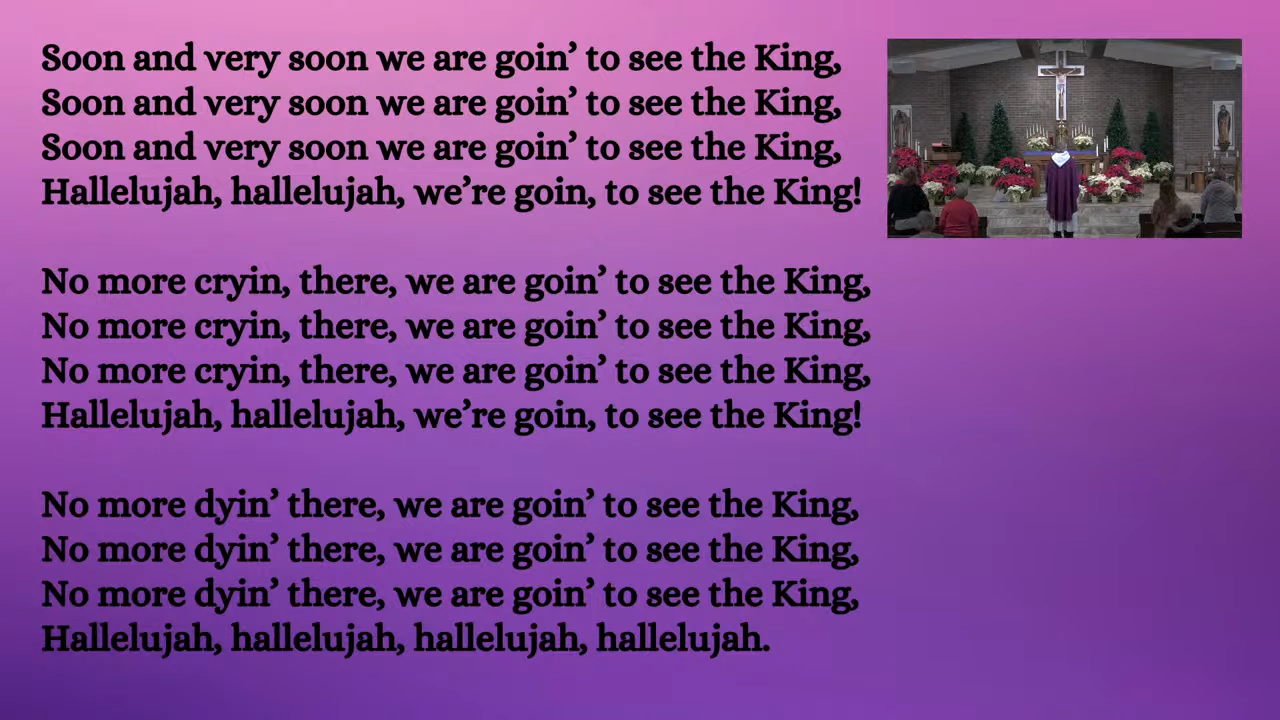 Soon and very soon we are goin’ to see the King,
Soon and very soon we are goin’ to see the King,
Soon and very soon we are goin’ to see the King,
Hallelujah, hallelujah, we’re goin, to see the King!
No more cryin, there, we are goin’ to see the King,
No more cryin, there, we are goin’ to see the King,
No more cryin, there, we are goin’ to see the King,
Hallelujah, hallelujah, we’re goin, to see the King!
No more dyin’ there, we are goin’ to see the King,
No more dyin’ there, we are goin’ to see the King,
No more dyin’ there, we are goin’ to see the King,
Hallelujah, hallelujah, hallelujah, hallelujah.